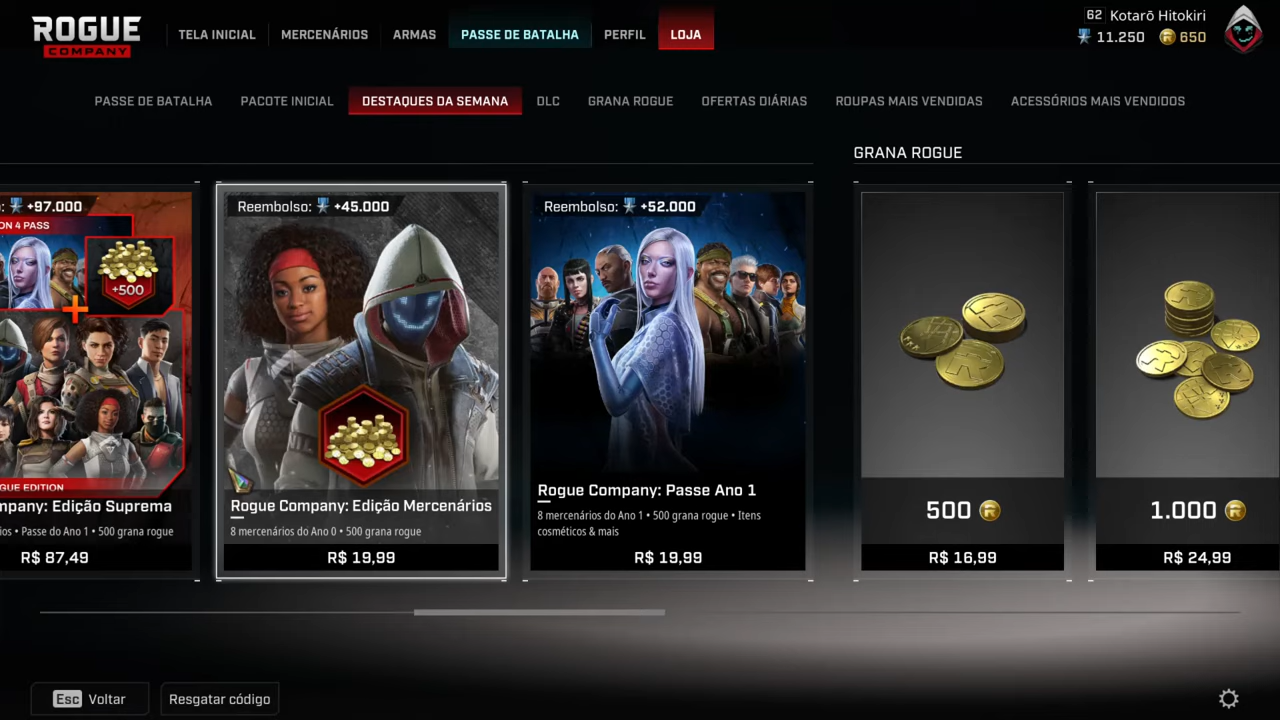 ROGUE
COMPANY
TELA INICIAL
MERCENÁRIOS
ARMAS
PASSE DE BATALHA
PERFIL
LOJA
62 Kotarō Hitokiri
11.250
650
PASSE DE BATALHA
PACOTE INICIAL
DESTAQUES DA SEMANA
DLC
GRANA ROGUE
OFERTAS DIÁRIAS
ROUPAS MAIS VENDIDAS
ACESSÓRIOS MAIS VENDIDOS
GRANA ROGUE
: +97.000
ON 4 PASS
+500
GUE EDITION
mpany: Edição Suprema
ios • Passe do Ano 1 • 500 grana rogue
R$ 87,49
Reembolso: +45.000
Rogue Company: Edição Mercenários
8 mercenários do Ano 0 • 500 grana rogue
R$ 19,99
Reembolso: +52.000
Rogue Company: Passe Ano 1
8 mercenários do Ano 1 • 500 grana rogue • Itens
cosméticos & mais
R$ 19,99
500
R$ 16,99
1.000
R$ 24,99
Esc Voltar
Resgatar código